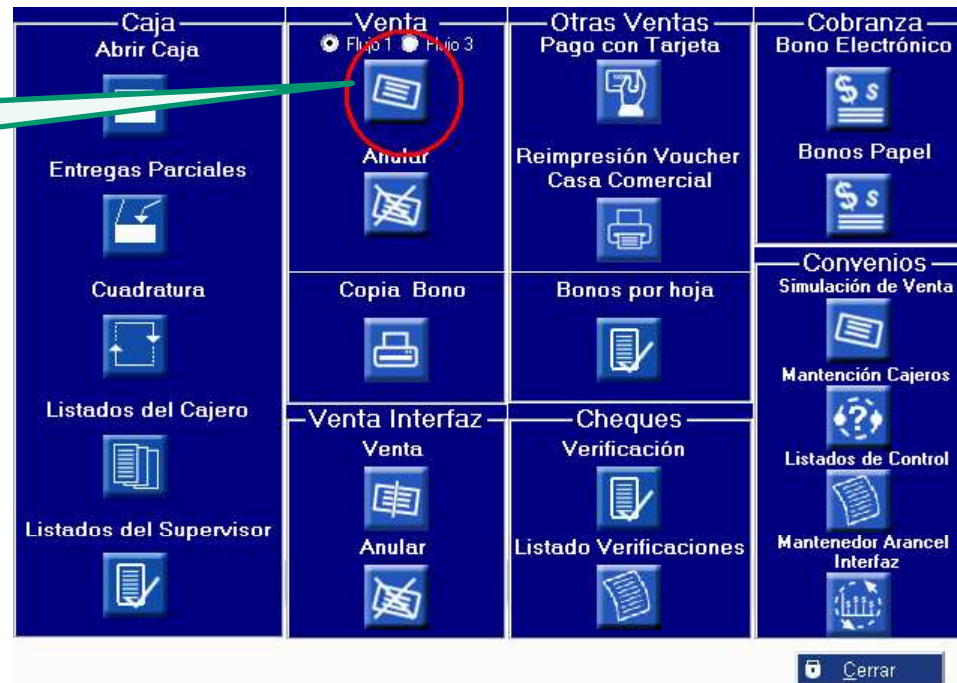 Caja
Abrir Caja
Entregas Parciales
Cuadratura
Listados del Cajero
Listados del Supervisor
Venta
Flujo 1 Flujo 3
Anular
Copia Bono
Venta Interfaz
Venta
Anular
Otras Ventas
Pago con Tarjeta
Reimpresión Voucher
Casa Comercial
Bonos por hoja
Cheques
Verificación
Listado Verificaciones
Cobranza
Bono Electrónico
$ s
Bonos Papel
$ s
Convenios
Simulación de Venta
Mantención Cajeros
?
Listados de Control
Mantenedor Arancel
Interfaz
Cerrar